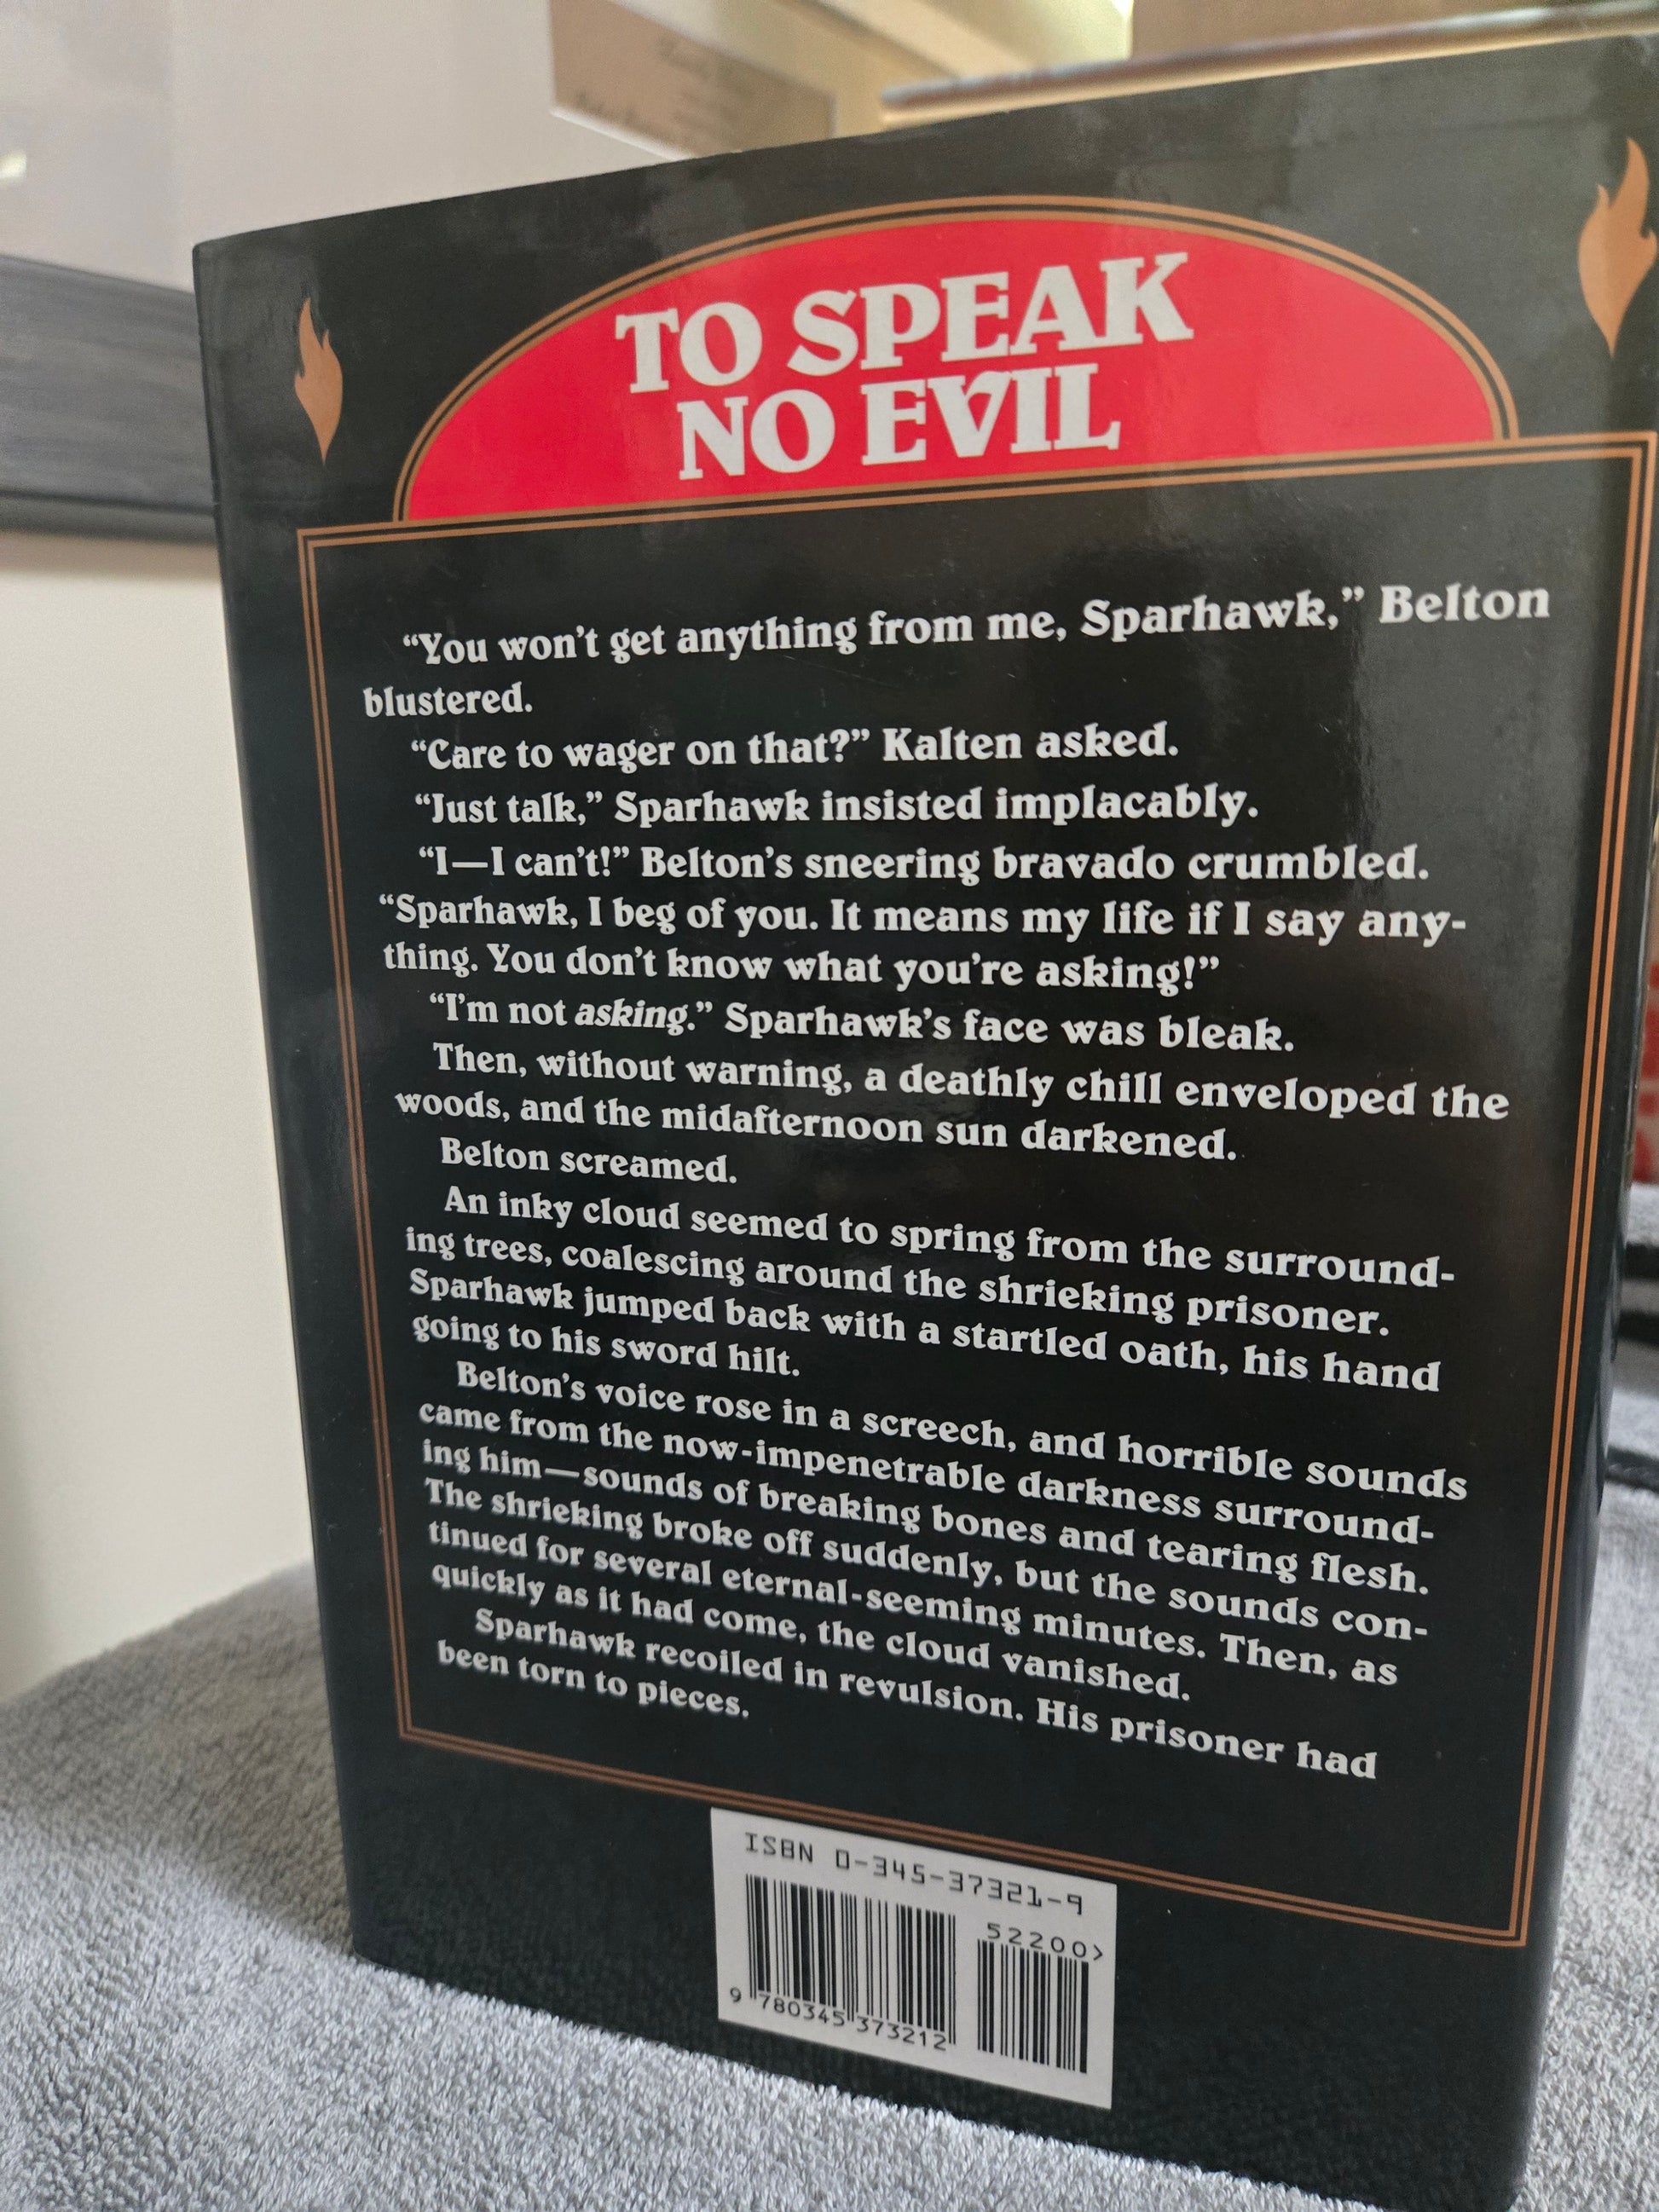 TO SPEAK
NO EVIL
“You won’t get anything from me, Sparhawk,” Belton
blustered.
“Care to wager on that?” Kalten asked.
“Just talk,” Sparhawk insisted implacably.
“I—I can’t!” Belton’s sneering bravado crumbled.
“Sparhawk, I beg of you. It means my life if I say any-
thing. You don’t know what you’re asking!”
“I’m not asking.” Sparhawk’s face was bleak.
Then, without warning, a deathly chill enveloped the
woods, and the midafternoon sun darkened.
Belton screamed.
An inky cloud seemed to spring from the surround-
ing trees, coalescing around the shrieking prisoner.
Sparhawk jumped back with a startled oath, his hand
going to his sword hilt.
Belton’s voice rose in a screech, and horrible sounds
came from the now-impenetrable darkness surround-
ing him—sounds of breaking bones and tearing flesh.
The shrieking broke off suddenly, but the sounds con-
tinued for several eternal-seeming minutes. Then, as
quickly as it had come, the cloud vanished.
Sparhawk recoiled in revulsion. His prisoner had
been torn to pieces.
ISBN 0-345-37321-9
52200>
9 780345 373212